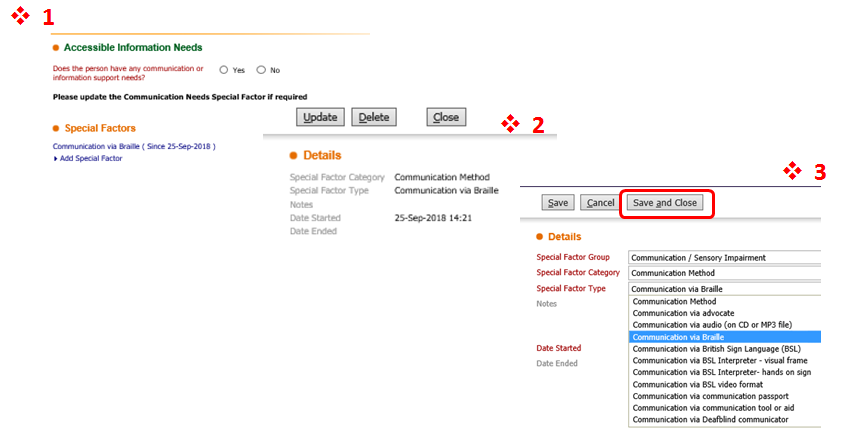 ❖ 1
Accessible Information Needs
Does the person have any communication or
information support needs?
Yes No
Please update the Communication Needs Special Factor if required
Special Factors
Communication via Braille ( Since 25-Sep-2018 )
Add Special Factor
❖ 2
Update Delete Close
Details
Special Factor Category Communication Method
Special Factor Type Communication via Braille
Notes
Date Started 25-Sep-2018 14:21
Date Ended
❖ 3
Save Cancel Save and Close
Details
Special Factor Group Communication / Sensory Impairment
Special Factor Category Communication Method
Special Factor Type Communication via Braille
Notes
Communication Method
Communication via advocate
Communication via audio (on CD or MP3 file)
Communication via Braille
Date Started Communication via British Sign Language (BSL)
Date Ended Communication via BSL Interpreter - visual frame
Communication via BSL Interpreter- hands on sign
Communication via BSL video format
Communication via communication passport
Communication via communication tool or aid
Communication via Deafblind communicator